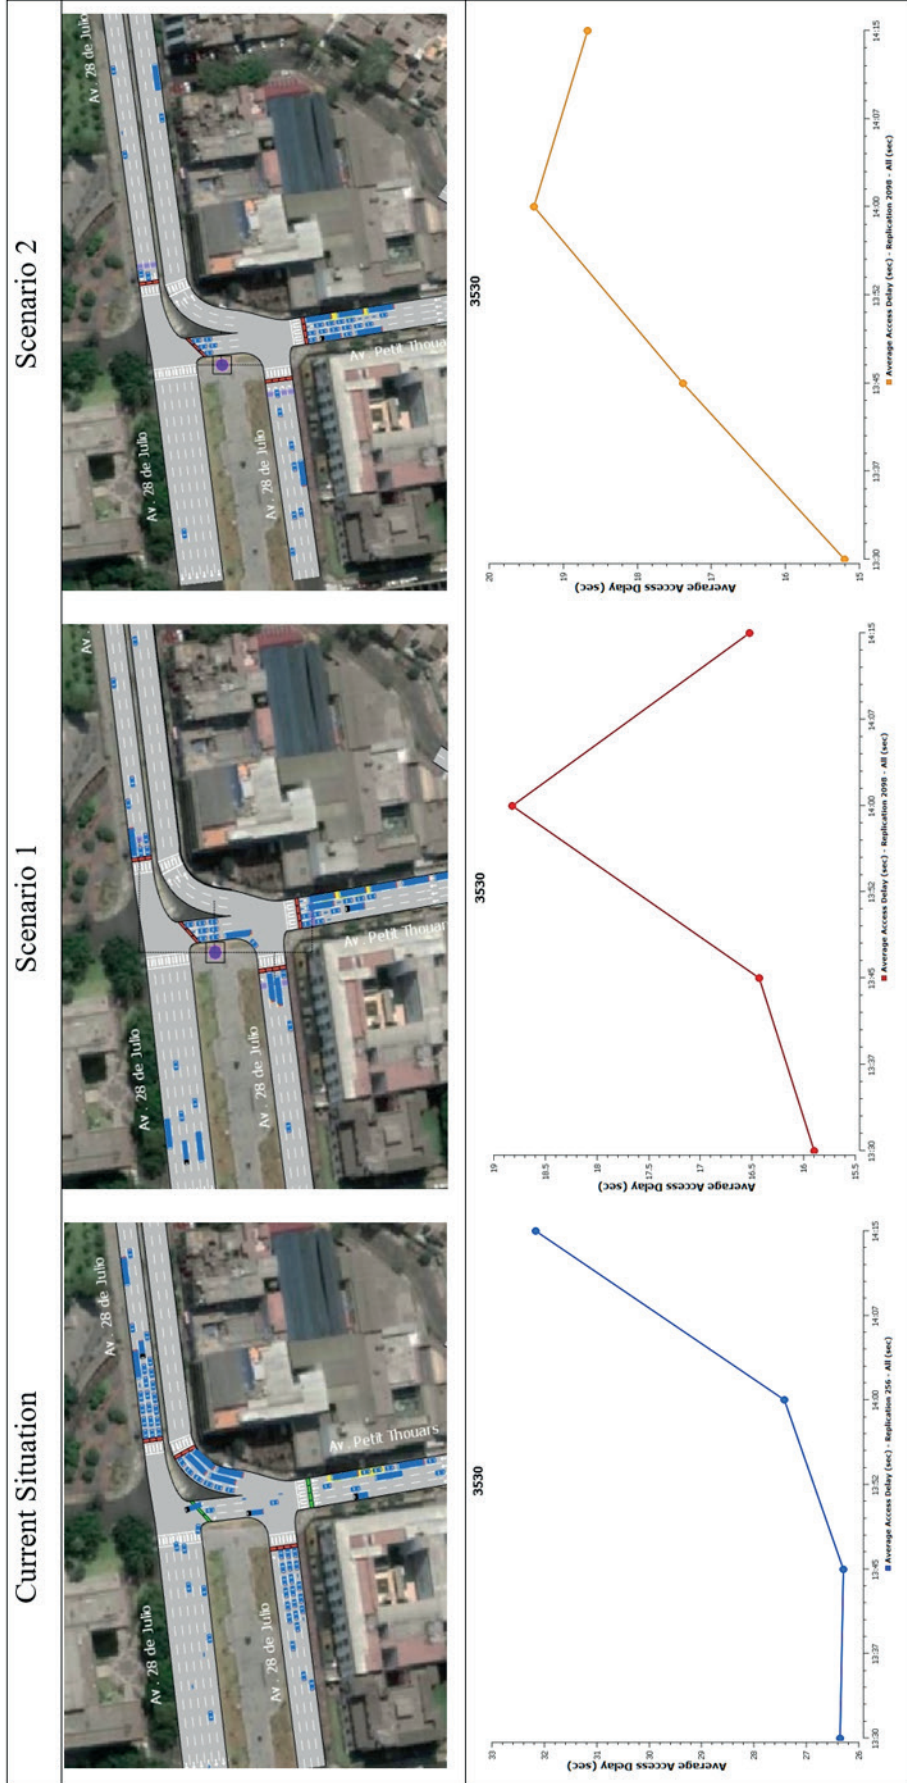 Current Situation
Scenario 1
Scenario 2
Av. 28 de Julio
Av. 28 de Julio
Av. 28 de Julio
Av. Petit Thouars
Av.
Av. 28 de Julio
Av. 28 de Julio
Av. Petit Thouar
Av. 28 de Julio
Av. 28 de Julio
Av. 28 de Julio
Av. Petit Thoua
3530
Average Access Delay (sec)
33
32
31
30
29
28
27
26
13:30
13:37
13:45
13:52
14:00
14:07
14:15
Average Access Delay (sec) - Replication 256 - All (sec)
3530
Average Access Delay (sec)
19
18.5
18
17.5
17
16.5
16
15.5
13:30
13:37
13:45
13:52
14:00
14:07
14:15
Average Access Delay (sec) - Replication 2098 - All (sec)
3530
Average Access Delay (sec)
20
19
18
17
16
15
13:30
13:37
13:45
13:52
14:00
14:07
14:15
Average Access Delay (sec) - Replication 2098 - All (sec)